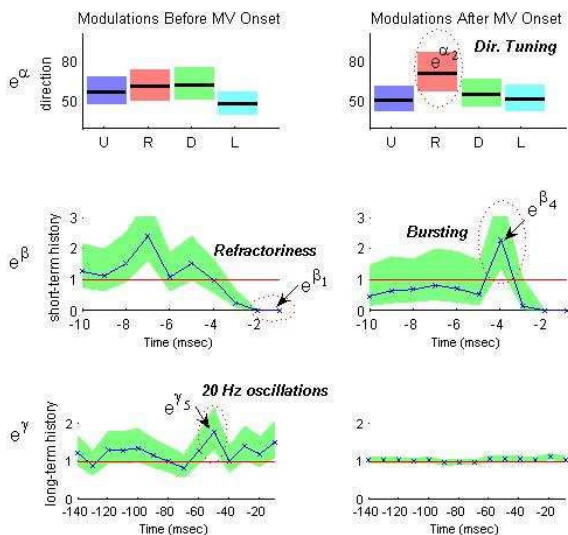 Modulations Before MV Onset
Modulations After MV Onset
e^α
direction
80
50
U R D L
80
50
e^α2
Dir. Tuning
U R D L
e^β
short-term history
3
2
1
0
Refractoriness
e^β1
-10 -8 -6 -4 -2
Time (msec)
3
2
1
0
Bursting
e^β4
-10 -8 -6 -4 -2
Time (msec)
e^γ
long-term history
20 Hz oscillations
e^γ5
2
1
0
-140 -120 -100 -80 -60 -40 -20
Time (msec)
2
1
0
-140 -120 -100 -80 -60 -40 -20
Time (msec)